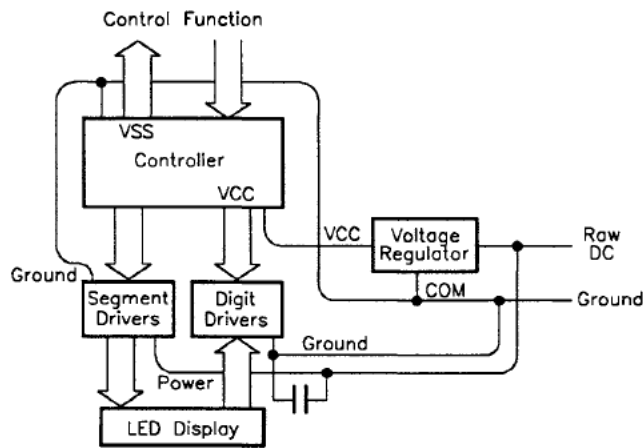 Control Function
VSS
Controller
VCC
VCC
Voltage
Regulator
Raw
DC
Ground
Segment
Drivers
Digit
Drivers
COM
Ground
Ground
Power
LED Display